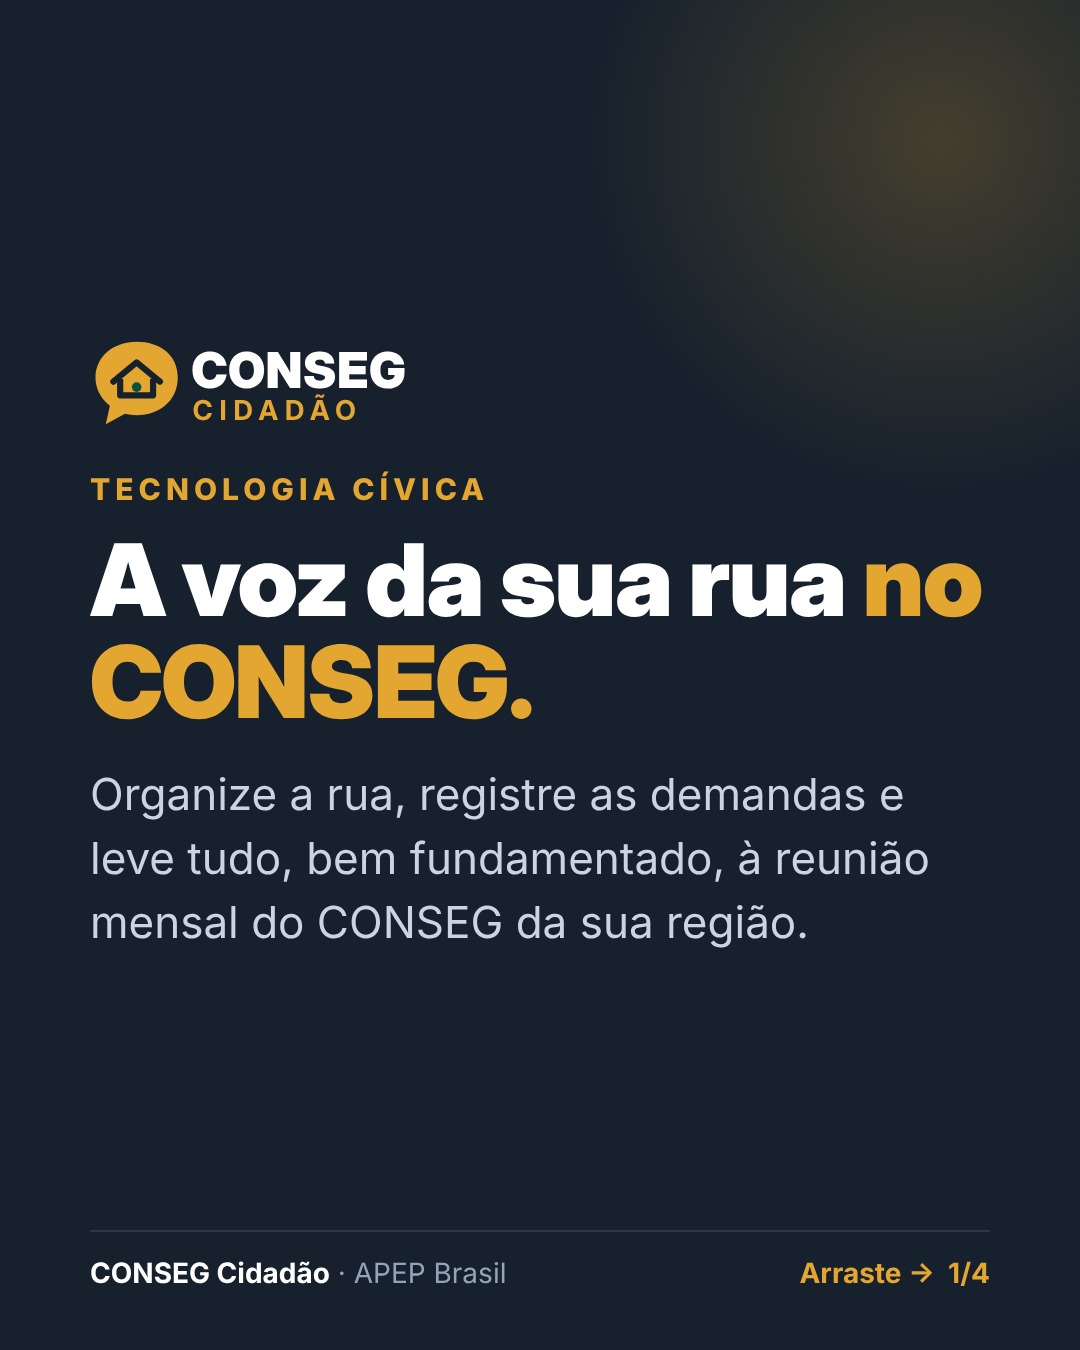 CONSEG
CIDADÃO
TECNOLOGIA CÍVICA
A voz da sua rua no
CONSEG.
Organize a rua, registre as demandas e
leve tudo, bem fundamentado, à reunião
mensal do CONSEG da sua região.
CONSEG Cidadão · APEP Brasil
Arraste → 1/4